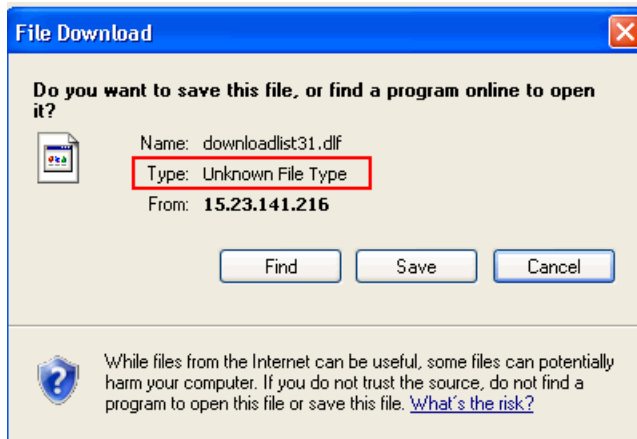 File Download
Do you want to save this file, or find a program online to open
it?
Name: downloadlist31.dlf
Type: Unknown File Type
From: 15.23.141.216
Find Save Cancel
While files from the Internet can be useful, some files can potentially
harm your computer. If you do not trust the source, do not find a
program to open this file or save this file. What's the risk?